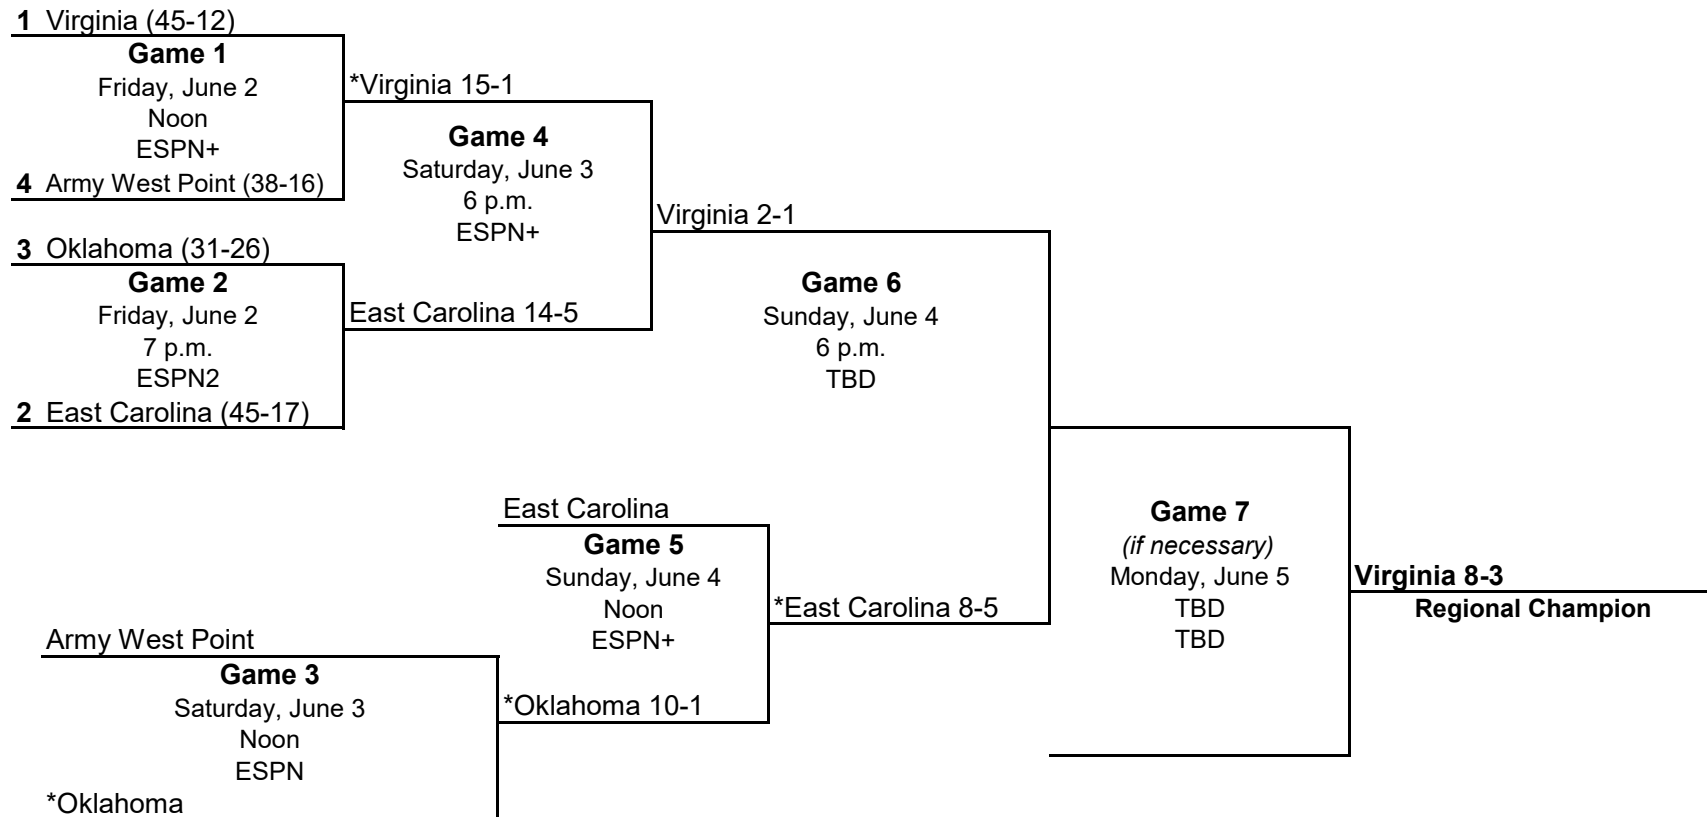 1 Virginia (45-12)
Game 1
Friday, June 2
Noon
ESPN+
4 Army West Point (38-16)
*Virginia 15-1
3 Oklahoma (31-26)
Game 2
Friday, June 2
7 p.m.
ESPN2
2 East Carolina (45-17)
East Carolina 14-5
Game 4
Saturday, June 3
6 p.m.
ESPN+
Virginia 2-1
Game 6
Sunday, June 4
6 p.m.
TBD
Army West Point
Game 3
Saturday, June 3
Noon
ESPN
*Oklahoma
East Carolina
Game 5
Sunday, June 4
Noon
ESPN+
*Oklahoma 10-1
*East Carolina 8-5
Game 7
(if necessary)
Monday, June 5
TBD
TBD
Virginia 8-3
Regional Champion